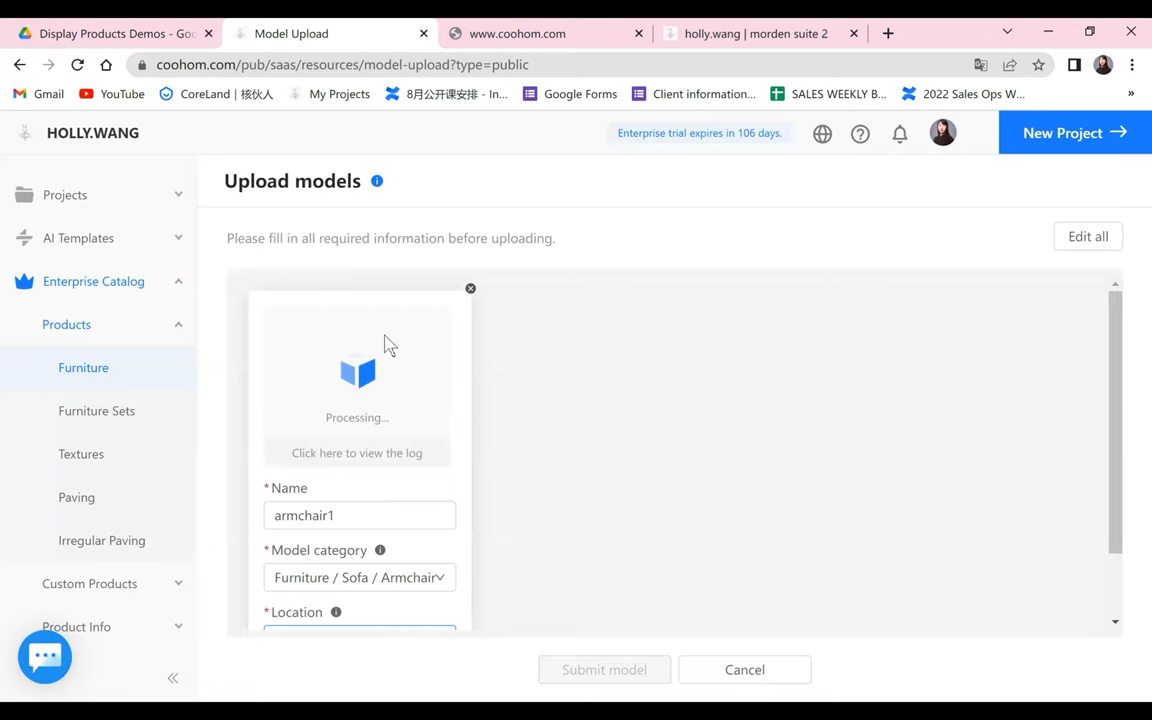 Display Products Demos - Goo
Model Upload
www.coohom.com
holly.wang | morden suite 2
coohom.com/pub/saas/resources/model-upload?type=public
Gmail
YouTube
CoreLand | 核伙人
My Projects
8月公开课安排 - In...
Google Forms
Client information...
SALES WEEKLY B...
2022 Sales Ops W...
»
HOLLY.WANG
Enterprise trial expires in 106 days.
New Project
Projects
AI Templates
Enterprise Catalog
Products
Furniture
Furniture Sets
Textures
Paving
Irregular Paving
Custom Products
Product Info
Upload models
Please fill in all required information before uploading.
Edit all
Processing...
Click here to view the log
* Name
armchair1
* Model category
Furniture / Sofa / Armchair
* Location
Submit model
Cancel